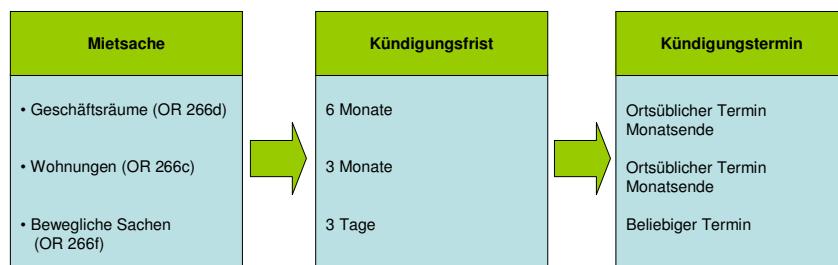 Mietsache
• Geschäftsräume (OR 266d)
• Wohnungen (OR 266c)
• Bewegliche Sachen
(OR 266f)
Kündigungsfrist
6 Monate
3 Monate
3 Tage
Kündigungstermin
Ortsüblicher Termin
Monatsende
Ortsüblicher Termin
Monatsende
Beliebiger Termin